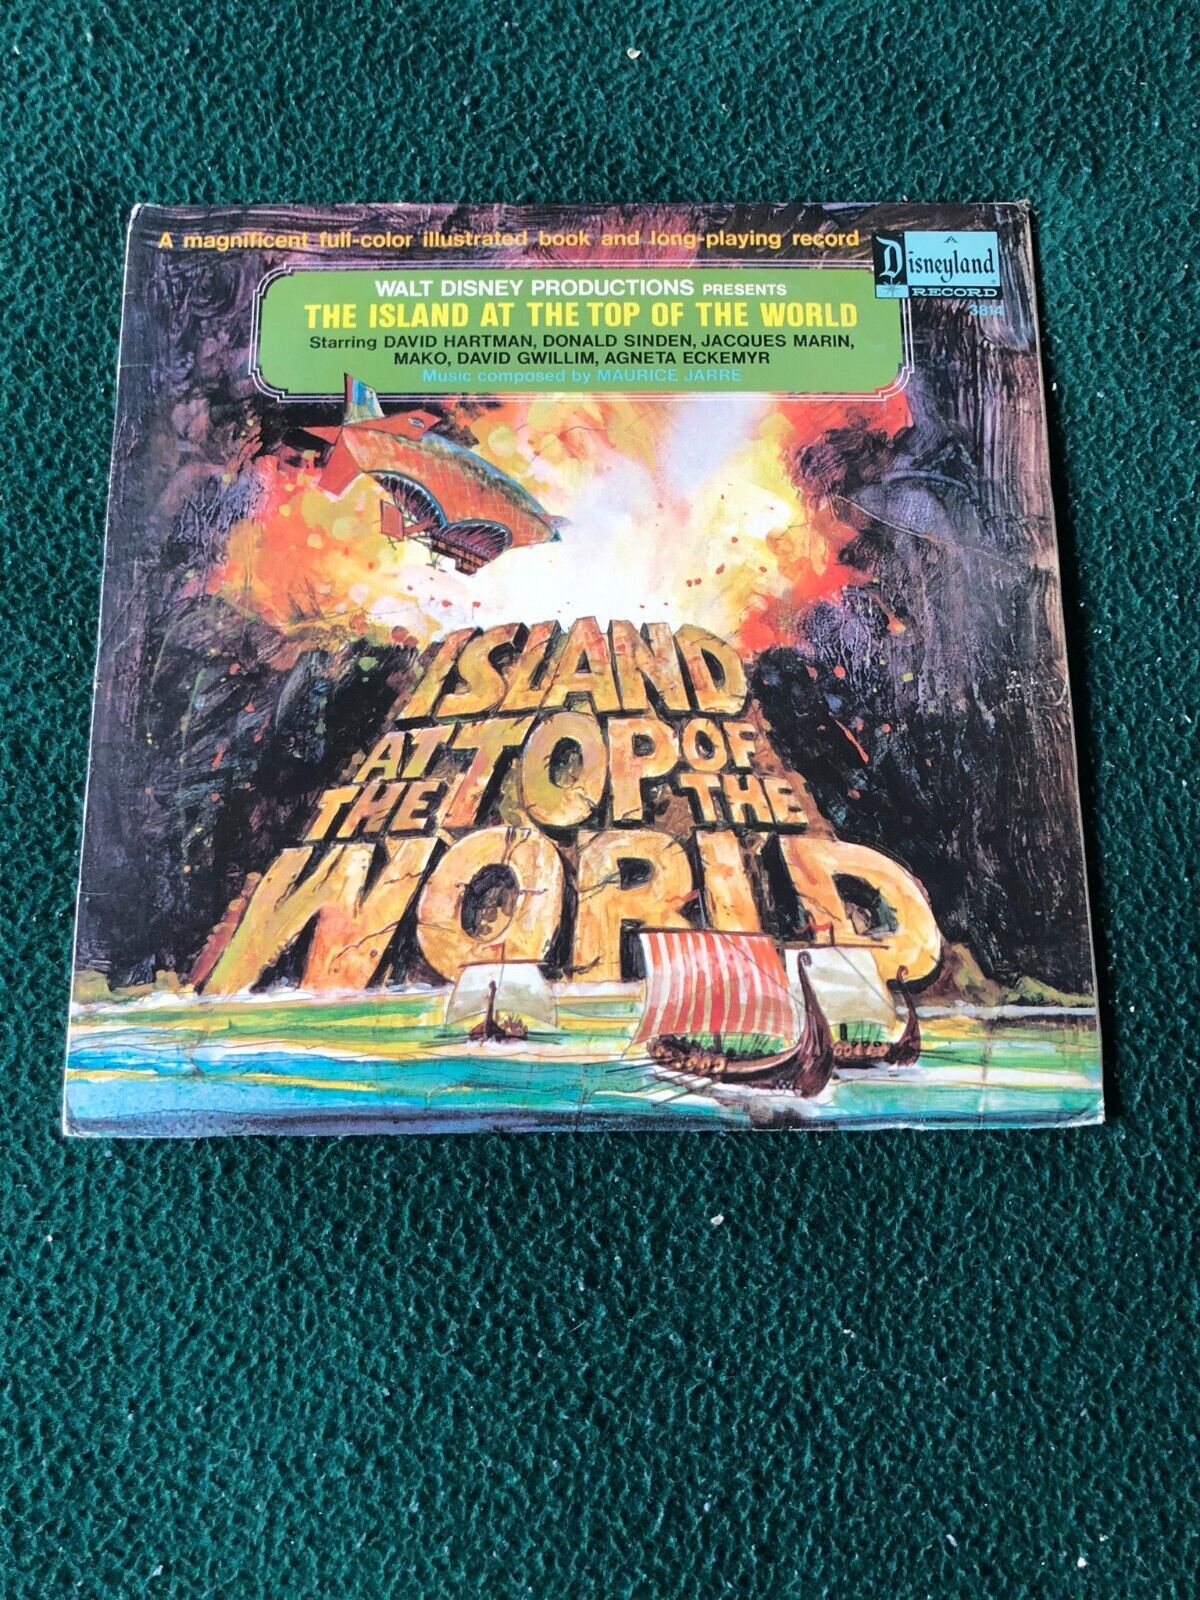 A magnificent full-color illustrated book and long-playing record
A
Disneyland
RECORD
3814
WALT DISNEY PRODUCTIONS PRESENTS
THE ISLAND AT THE TOP OF THE WORLD
Starring DAVID HARTMAN, DONALD SINDEN, JACQUES MARIN,
MAKO, DAVID GWILLIM, AGNETA ECKEMYR
Music composed by MAURICE JARRE
ISLAND
AT TOP OF
THE THE
WORLD